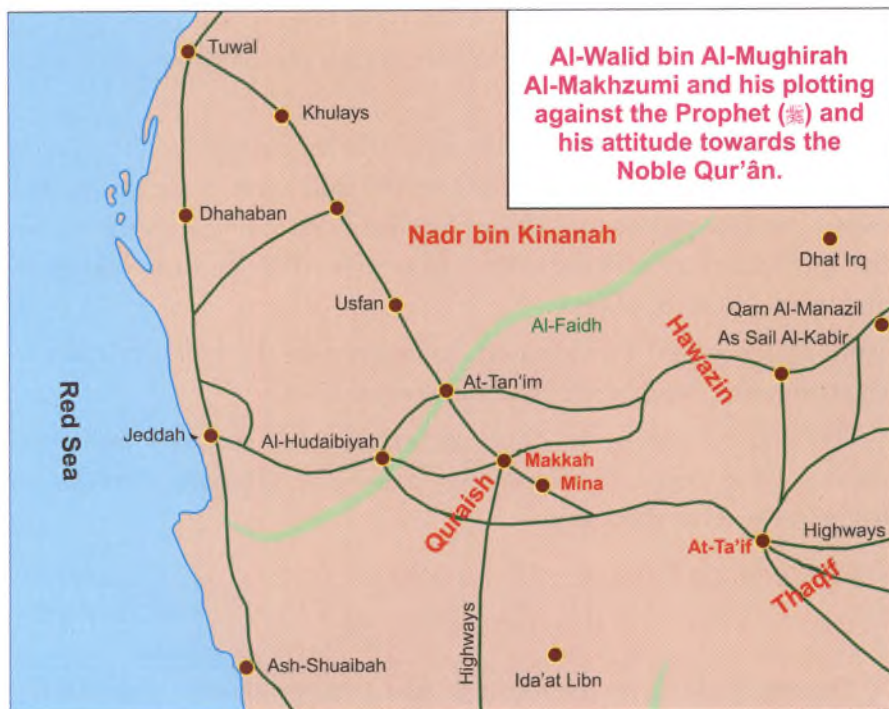 Al-Walid bin Al-Mughirah
Al-Makhzumi and his plotting
against the Prophet (ﷺ) and
his attitude towards the
Noble Qur’ân.
Tuwal
Khulays
Dhahaban
Nadr bin Kinanah
Dhat Irq
Usfan
Al-Faidh
Qarn Al-Manazil
As Sail Al-Kabir
Hawazin
At-Tan’im
Red Sea
Jeddah
Al-Hudaibiyah
Makkah
Mina
Quraish
At-Ta’if
Highways
Thaqif
Highways
Ash-Shuaibah
Ida’at Libn